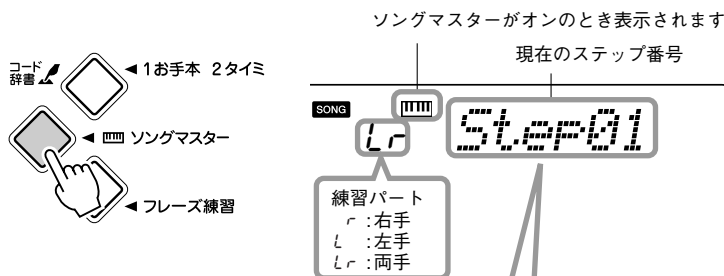 ソングマスターがオンのとき表示されます
現在のステップ番号
コード
辞書
1お手本 2タイミ
ソングマスター
フレーズ練習
SONG
Lr
Step01
練習パート
r :右手
L :左手
Lr :両手